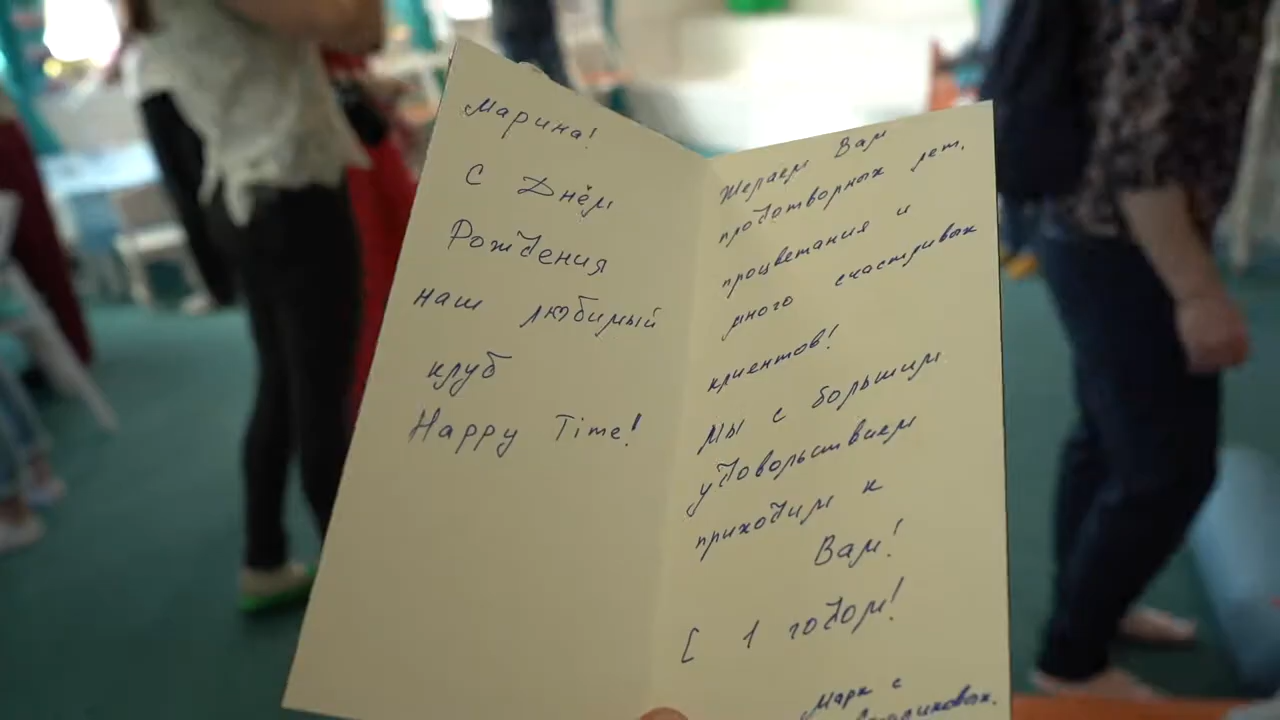 Марина!
С Днём
Рождения
наш любимый
клуб
Happy Time!
Желаем Вам
плодотворных лет,
процветания и
много счастливых
клиентов!
Мы с большим
удовольствием
приходим к
Вам!
С 1 годом!
Марк с